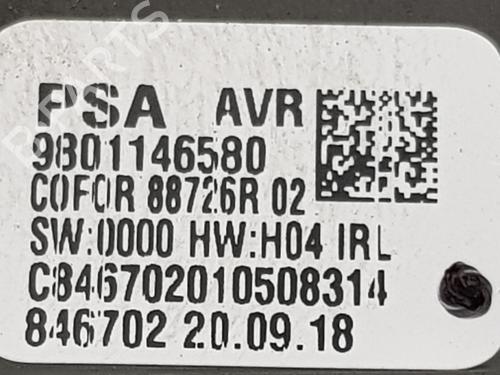 PSA AVR
9801146580
COFOR 88726R 02
SW:0000 HW:H04 IRL
C846702010508314
846702 20.09.18